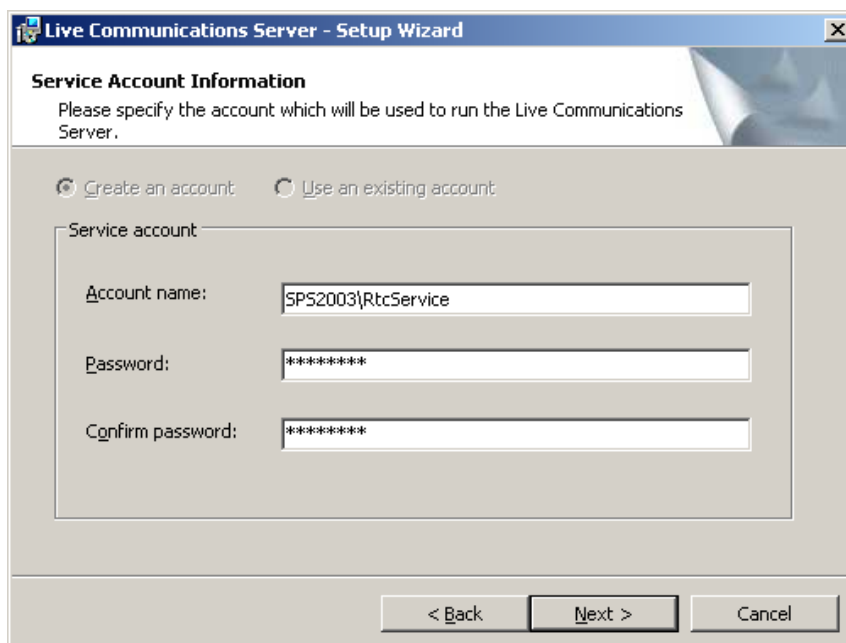 Live Communications Server - Setup Wizard
Service Account Information
Please specify the account which will be used to run the Live Communications
Server.
Create an account Use an existing account
Service account
Account name: SPS2003\RtcService
Password: ********
Confirm password: ********
< Back Next > Cancel